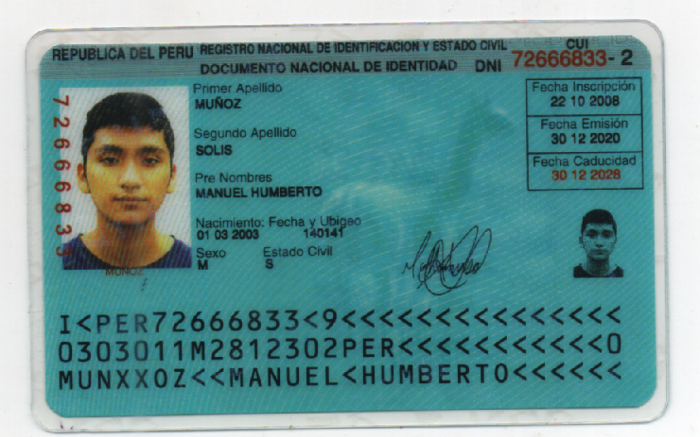 REPUBLICA DEL PERU REGISTRO NACIONAL DE IDENTIFICACION Y ESTADO CIVIL
CUI
DOCUMENTO NACIONAL DE IDENTIDAD DNI 72666833-2
72666833
Primer Apellido
MUÑOZ
Segundo Apellido
SOLIS
Pre Nombres
MANUEL HUMBERTO
Nacimiento: Fecha y Ubigeo
01 03 2003 140141
Sexo Estado Civil
M S
Fecha Inscripción
22 10 2008
Fecha Emisión
30 12 2020
Fecha Caducidad
30 12 2028
MUÑOZ
I<PER72666833<9<<<<<<<<<<<<<<<
0303011M2812302PER<<<<<<<<<<<0
MUNXXOZ<<MANUEL<HUMBERTO<<<<<<